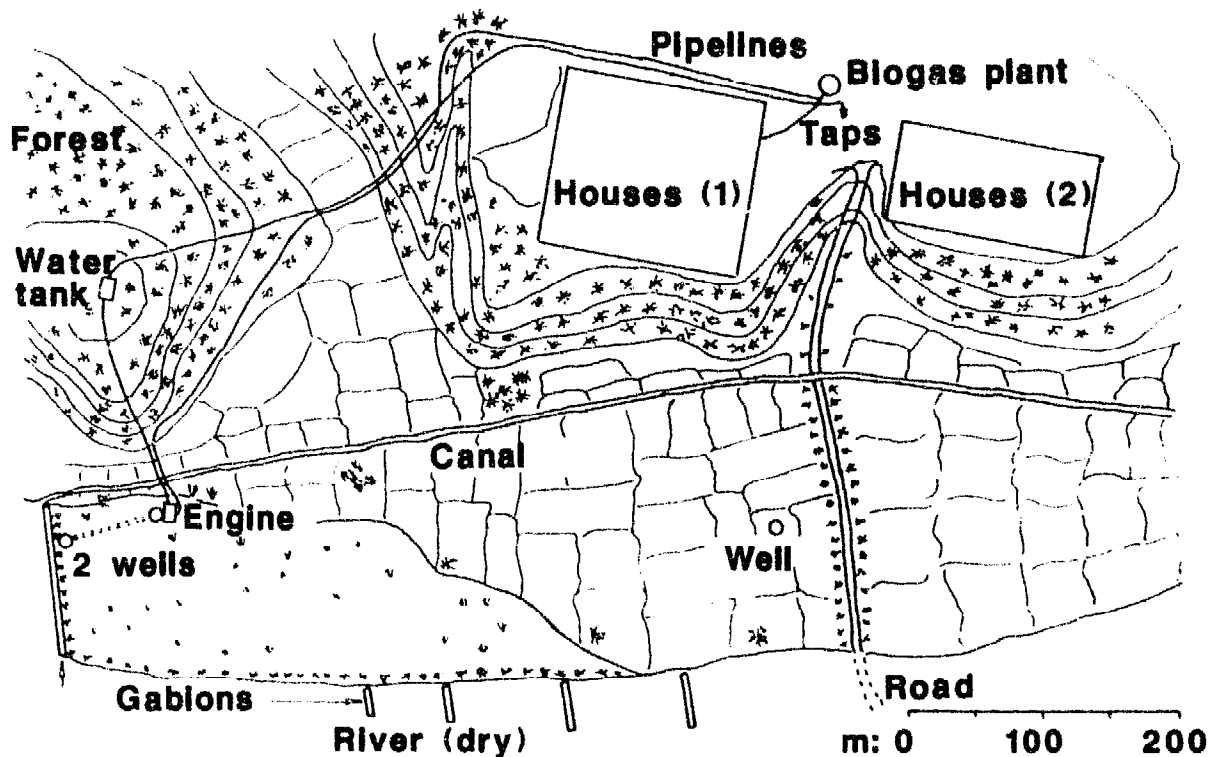 Pipelines
Biogas plant
Forest
Taps
Houses (1)
Houses (2)
Water
tank
Canal
Engine
2 wells
Well
Gabions
Road
River (dry)
m: 0 100 200